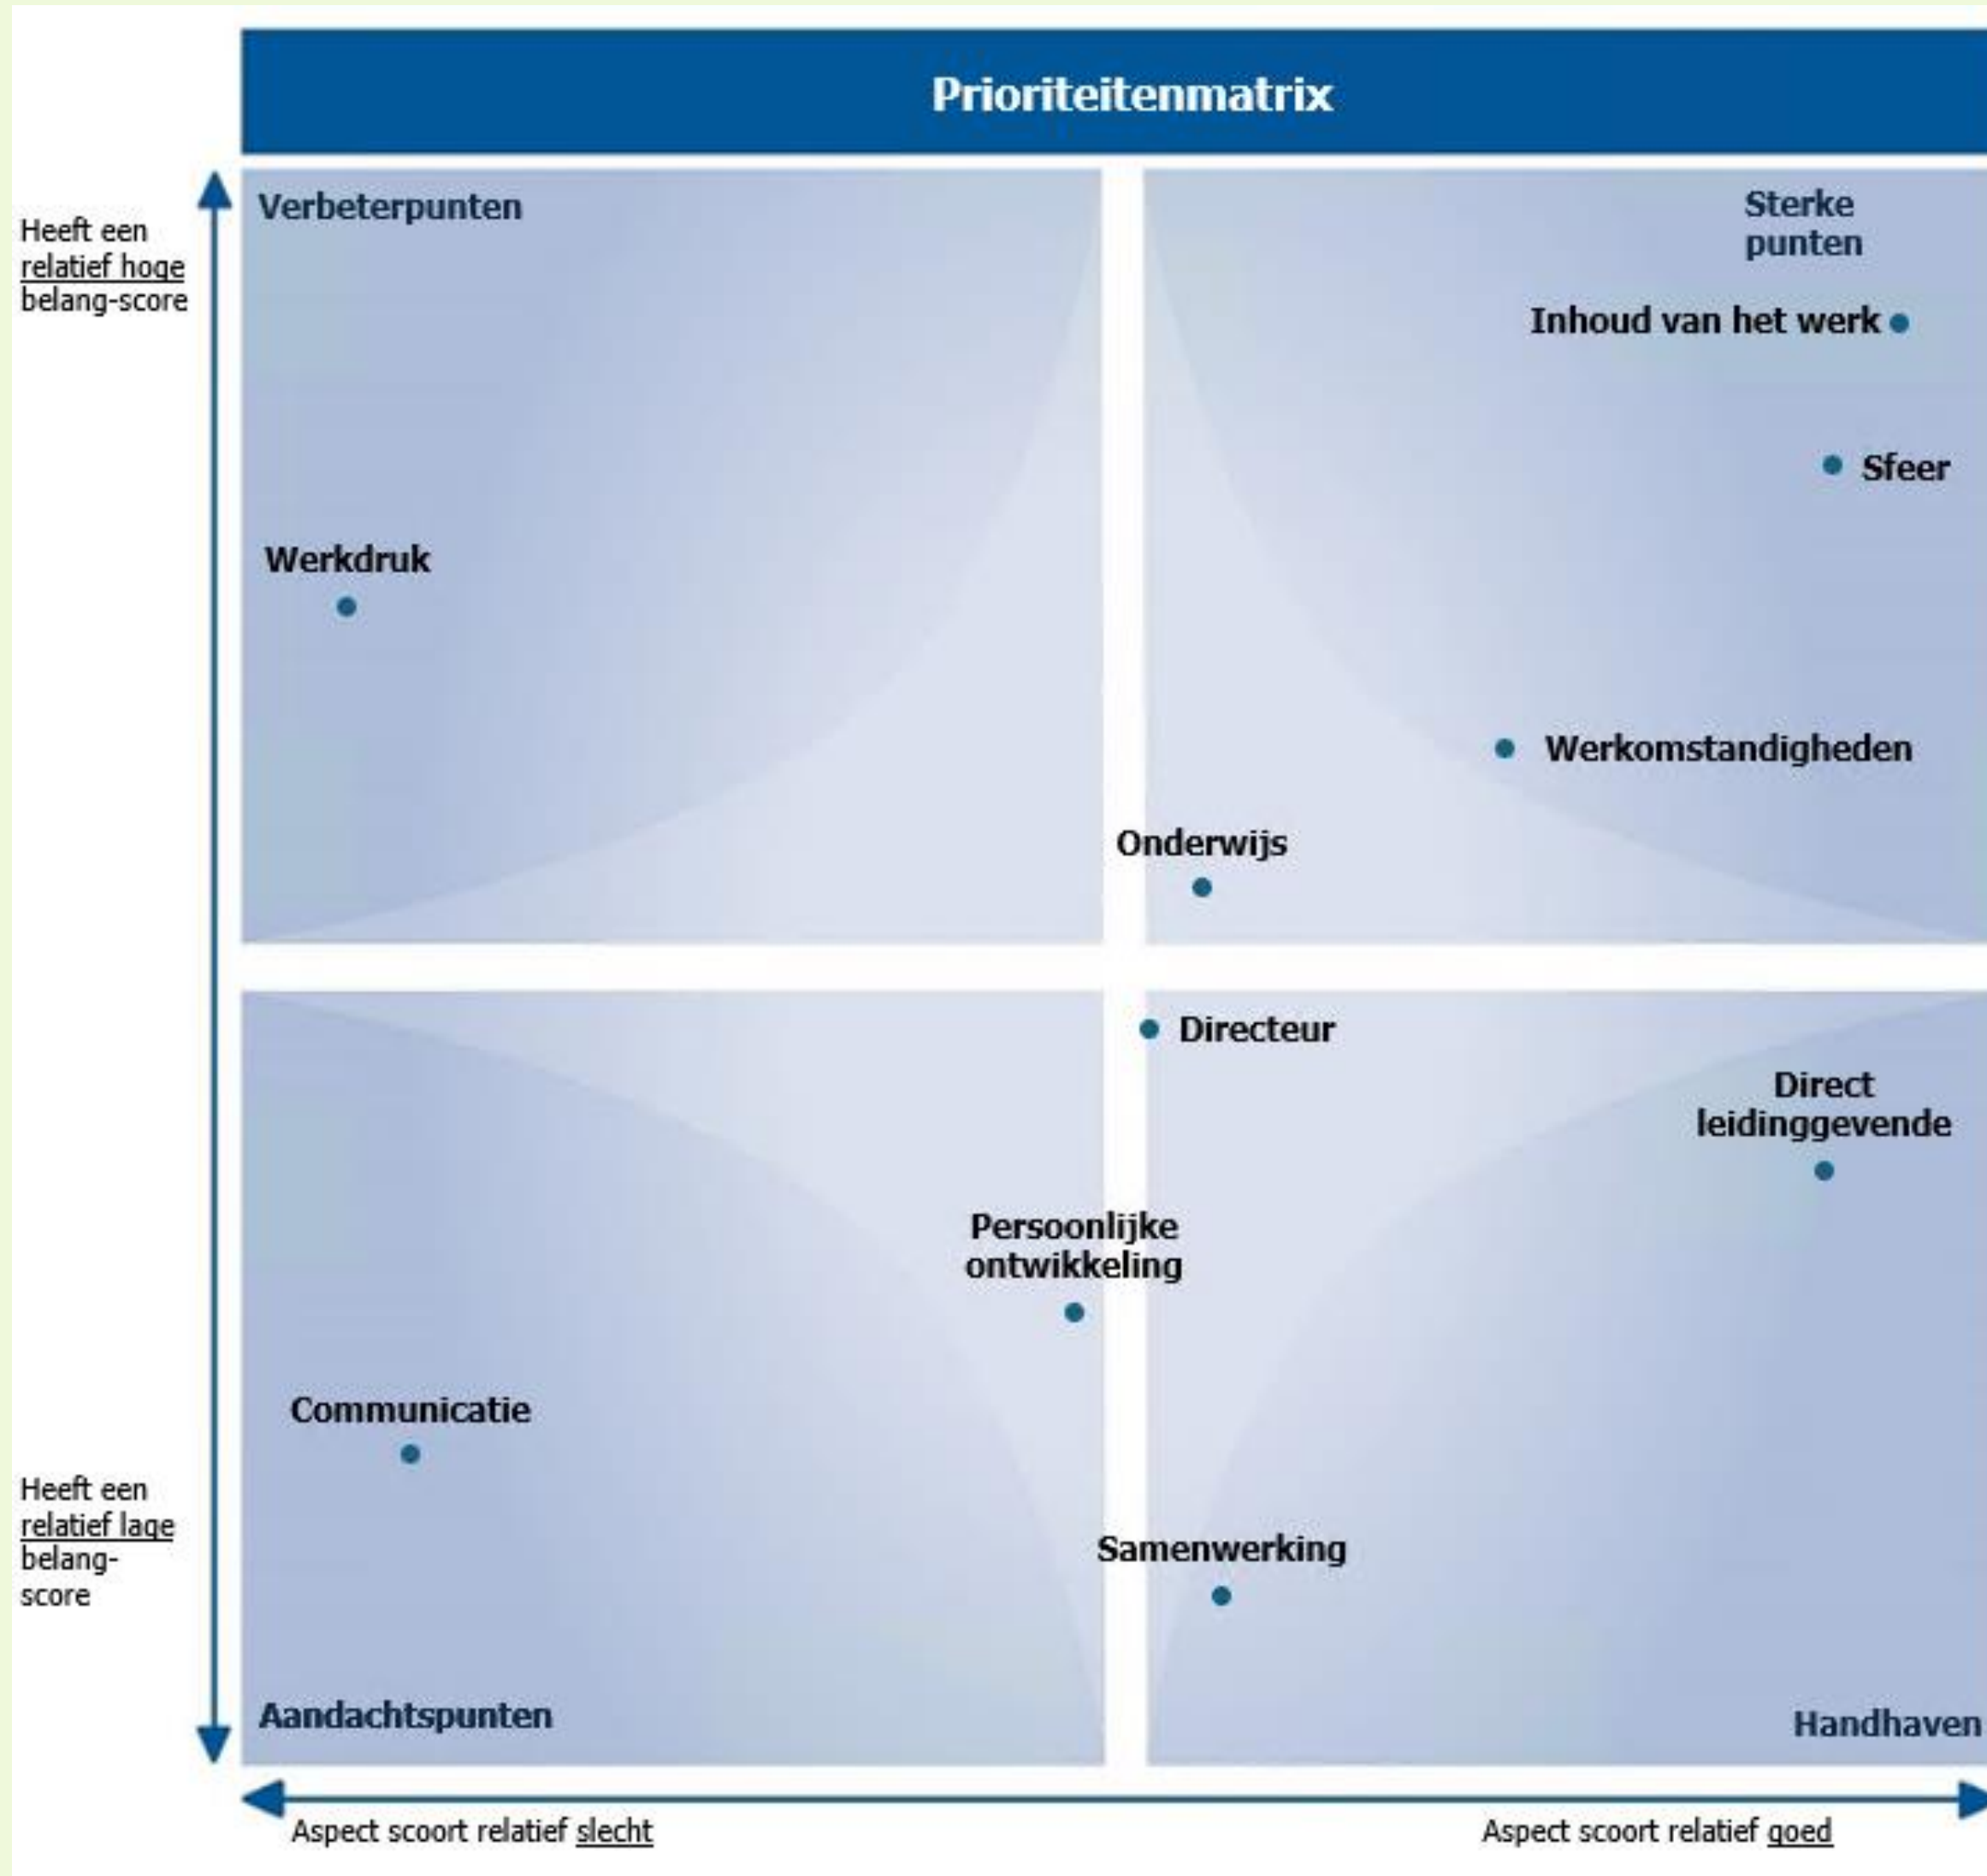 Prioriteitenmatrix
Verbeterpunten
Sterke
punten
Heeft een
relatief hoge
belang-score
Inhoud van het werk
Sfeer
Werkdruk
Werkomstandigheden
Onderwijs
Directeur
Direct
leidinggevende
Persoonlijke
ontwikkeling
Communicatie
Heeft een
relatief lage
belang-
score
Samenwerking
Aandachtspunten
Handhaven
Aspect scoort relatief slecht
Aspect scoort relatief goed